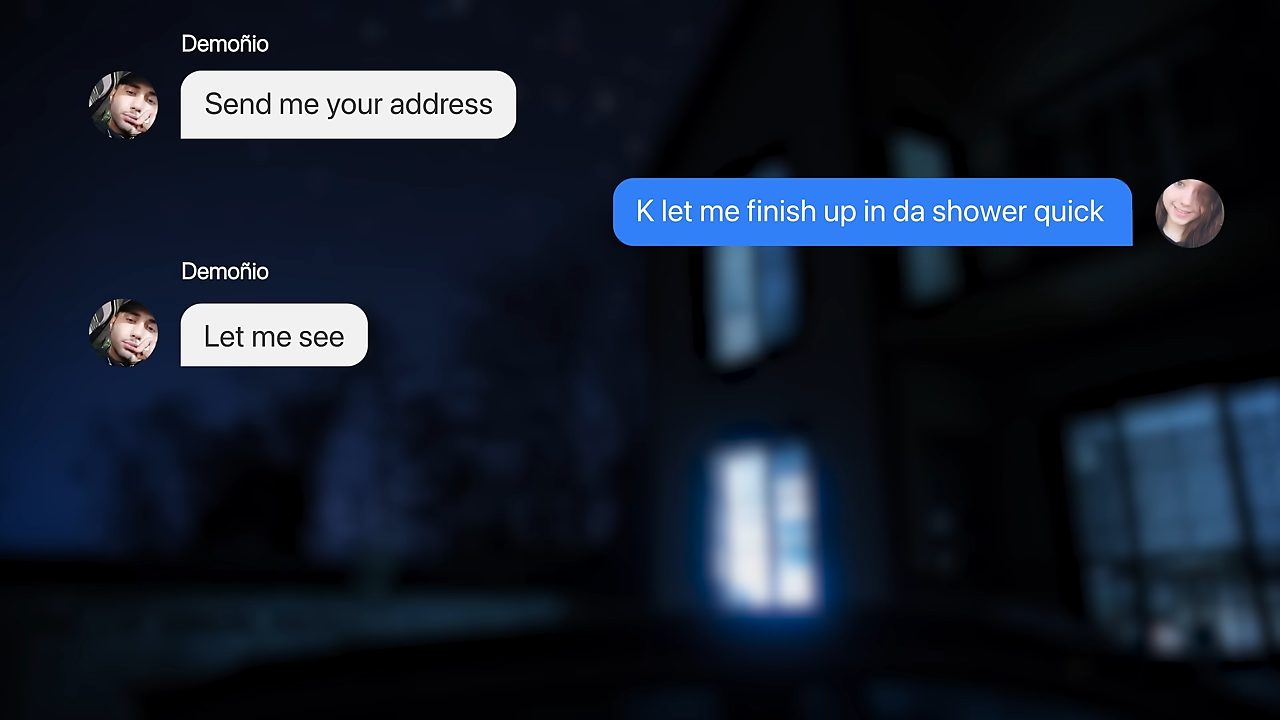 Demoñio
Send me your address
K let me finish up in da shower quick
Demoñio
Let me see